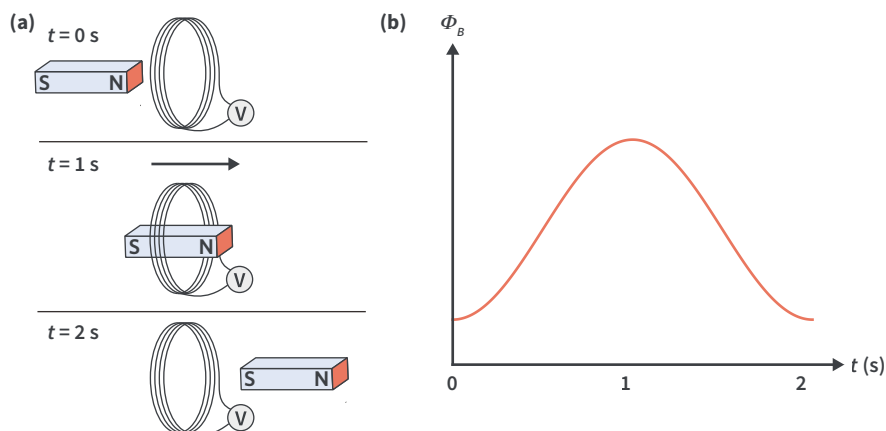 (a)
t = 0 s
S N
V
t = 1 s
S N
V
t = 2 s
S N
V
(b)
Φ_B
0 1 2
t (s)